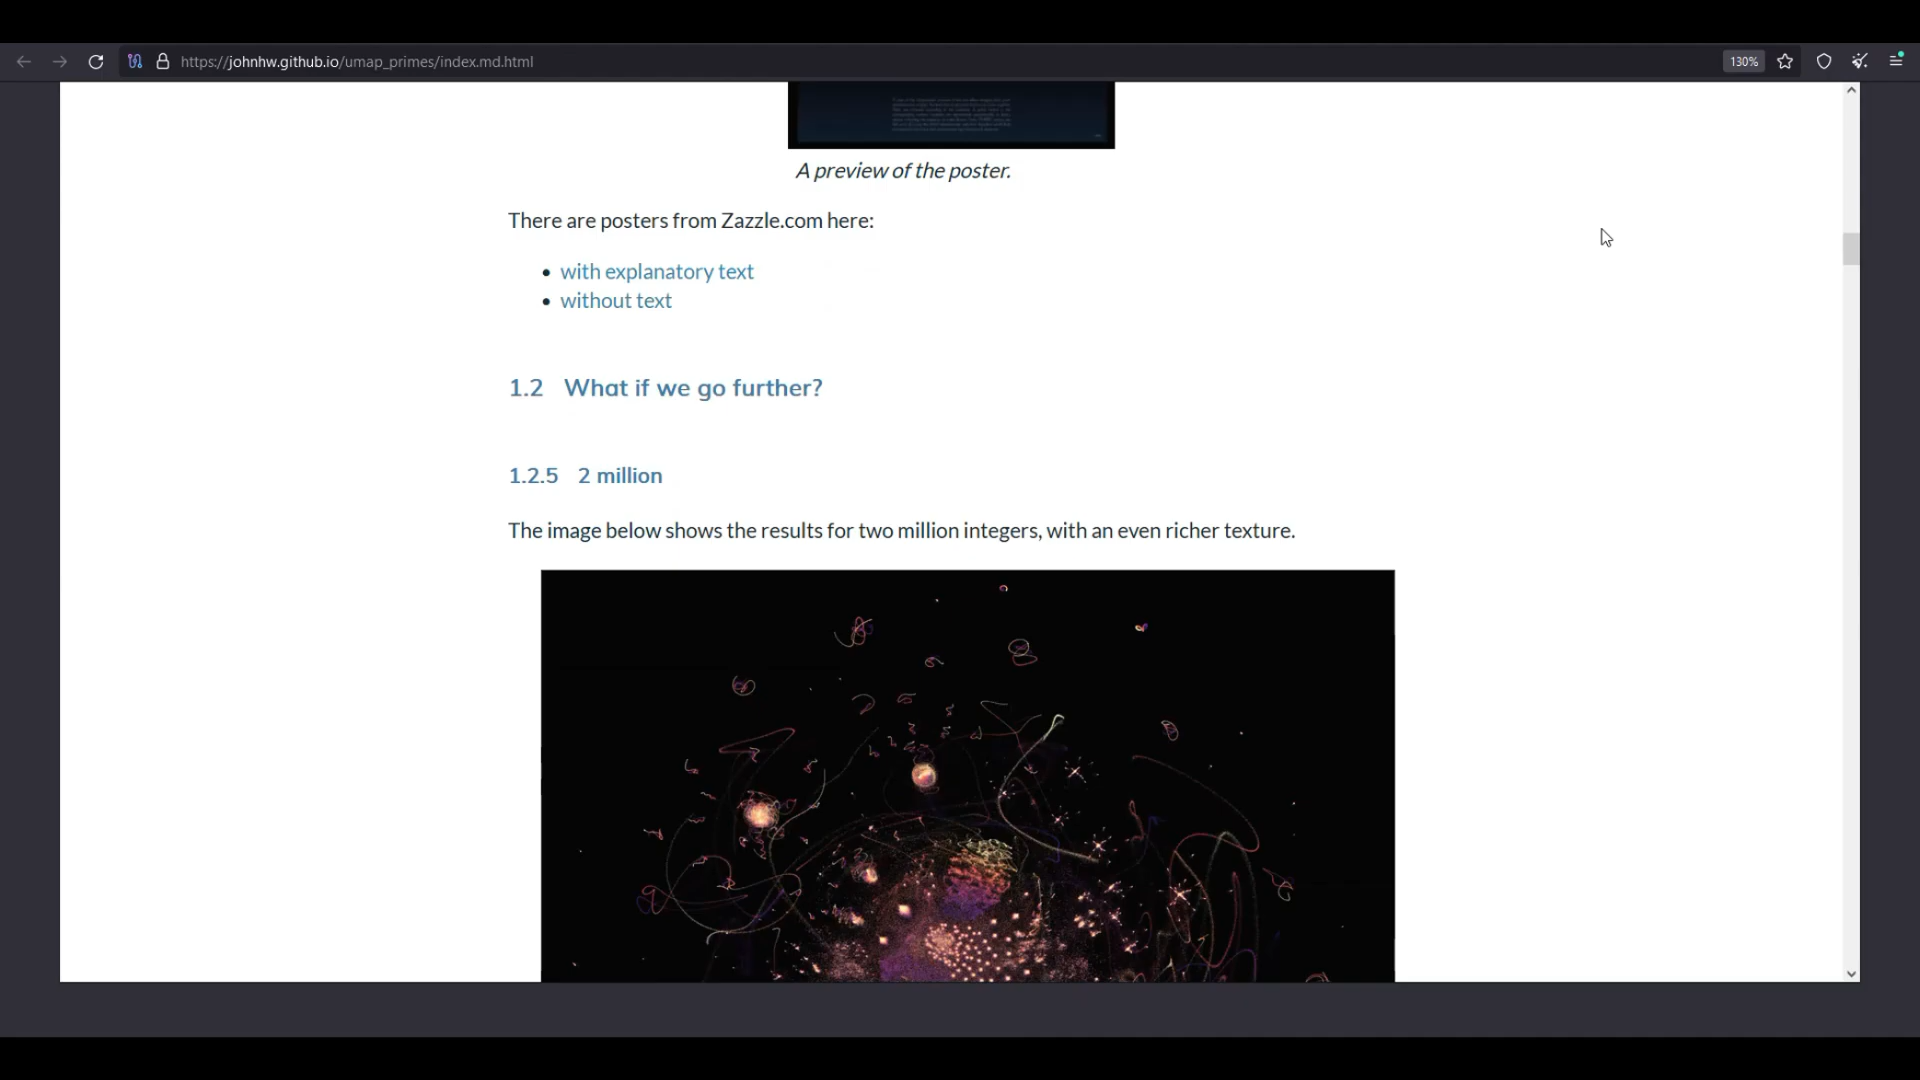 https://johnhw.github.io/umap_primes/index.md.html
130%
A preview of the poster.
There are posters from Zazzle.com here:
with explanatory text
without text
1.2 What if we go further?
1.2.5 2 million
The image below shows the results for two million integers, with an even richer texture.